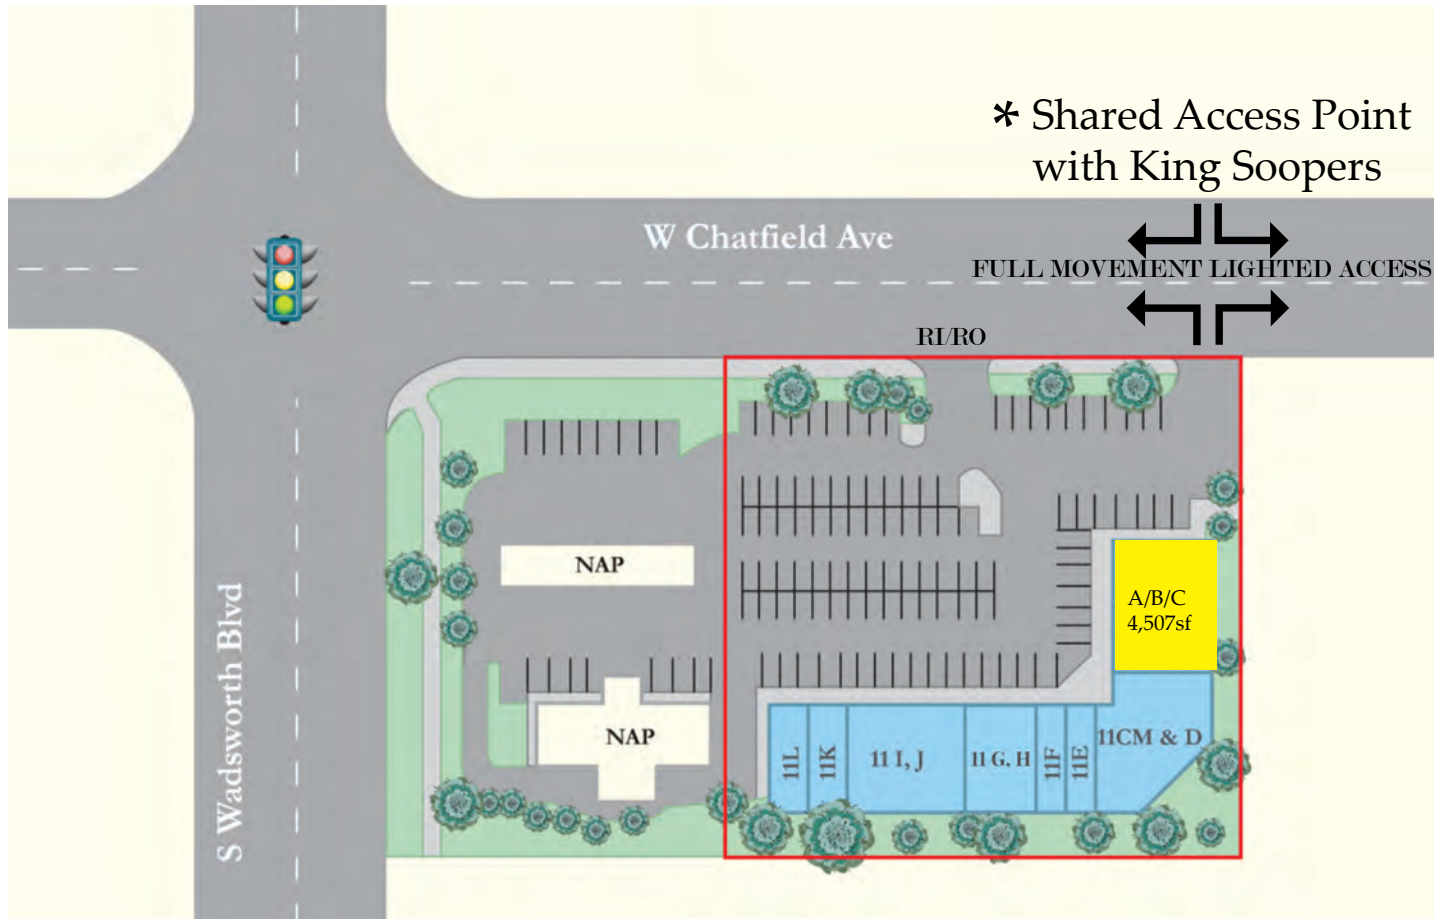 * Shared Access Point
with King Soopers
W Chatfield Ave
FULL MOVEMENT LIGHTED ACCESS
RI/RO
NAP
A/B/C
4,507sf
S Wadsworth Blvd
NAP
11L
11K
11 I, J
11 G, H
11F
11E
11CM & D